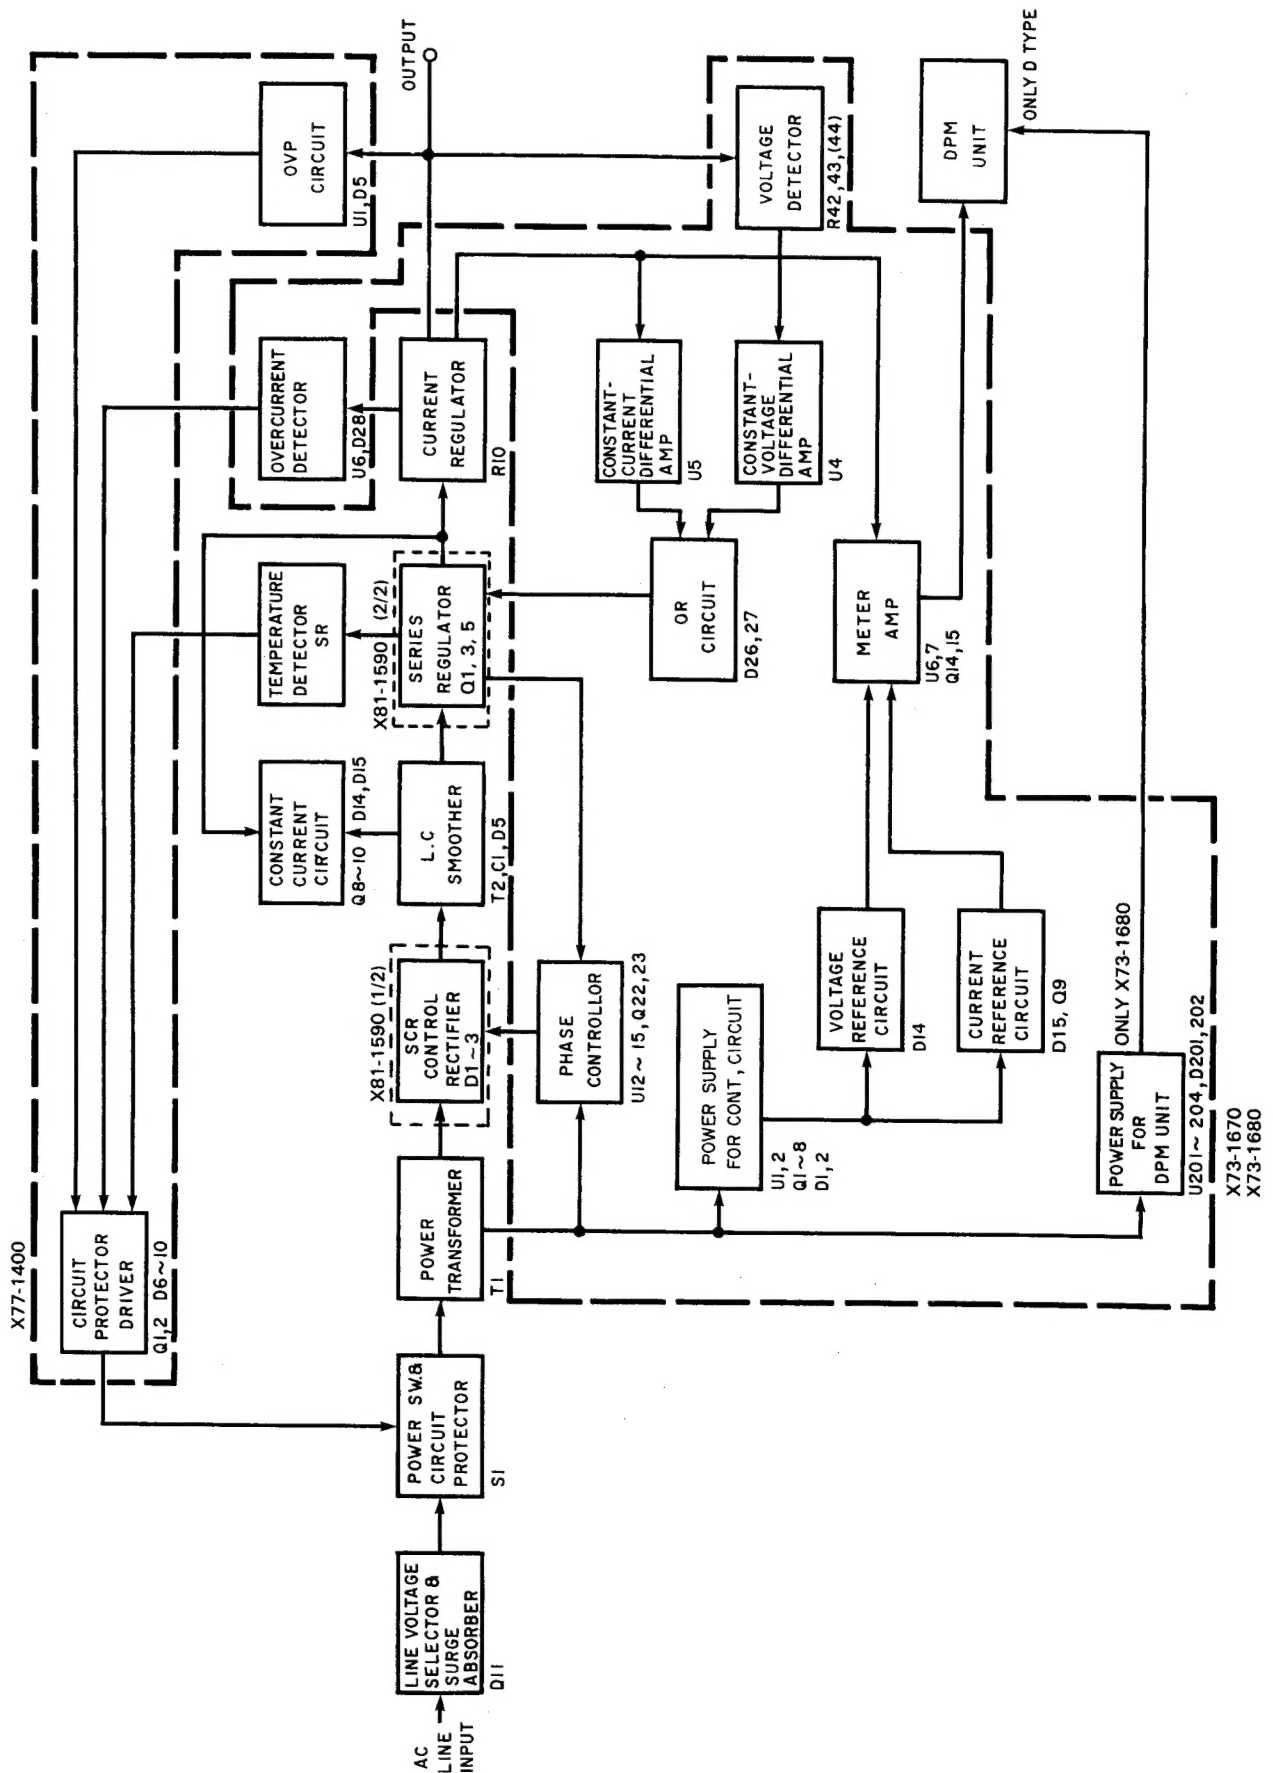 X77-1400
CIRCUIT
PROTECTOR
DRIVER
Q1,2 D6~10
OVP
CIRCUIT
U1,D5
OUTPUT
AC
LINE
INPUT
LINE VOLTAGE
SELECTOR &
SURGE
ABSORBER
Q11
POWER SW.&
CIRCUIT
PROTECTOR
S1
POWER
TRANSFORMER
T1
X81-1590 (1/2)
SCR
CONTROL
RECTIFIER
D1~3
CONSTANT
CURRENT
CIRCUIT
Q8~10 D14,D15
L.C
SMOOTHER
T2,C1,D5
TEMPERATURE
DETECTOR
SR
X81-1590 (2/2)
SERIES
REGULATOR
Q1, 3, 5
OVERCURRENT
DETECTOR
U6,D28
CURRENT
REGULATOR
R10
PHASE
CONTROLLOR
U12~15,Q22,23
OR
CIRCUIT
D26,27
CONSTANT-
CURRENT
DIFFERENTIAL
AMP
U5
CONSTANT-
VOLTAGE
DIFFERENTIAL
AMP
U4
VOLTAGE
DETECTOR
R42,43,(44)
POWER SUPPLY
FOR CONT, CIRCUIT
U1,2
Q1~8
D1,2
VOLTAGE
REFERENCE
CIRCUIT
D14
CURRENT
REFERENCE
CIRCUIT
D15, Q9
METER
AMP
U6,7
Q14,15
DPM
UNIT
ONLY D TYPE
POWER SUPPLY
FOR
DPM UNIT
ONLY X73-1680
U201~204,D201,202
X73-1670
X73-1680